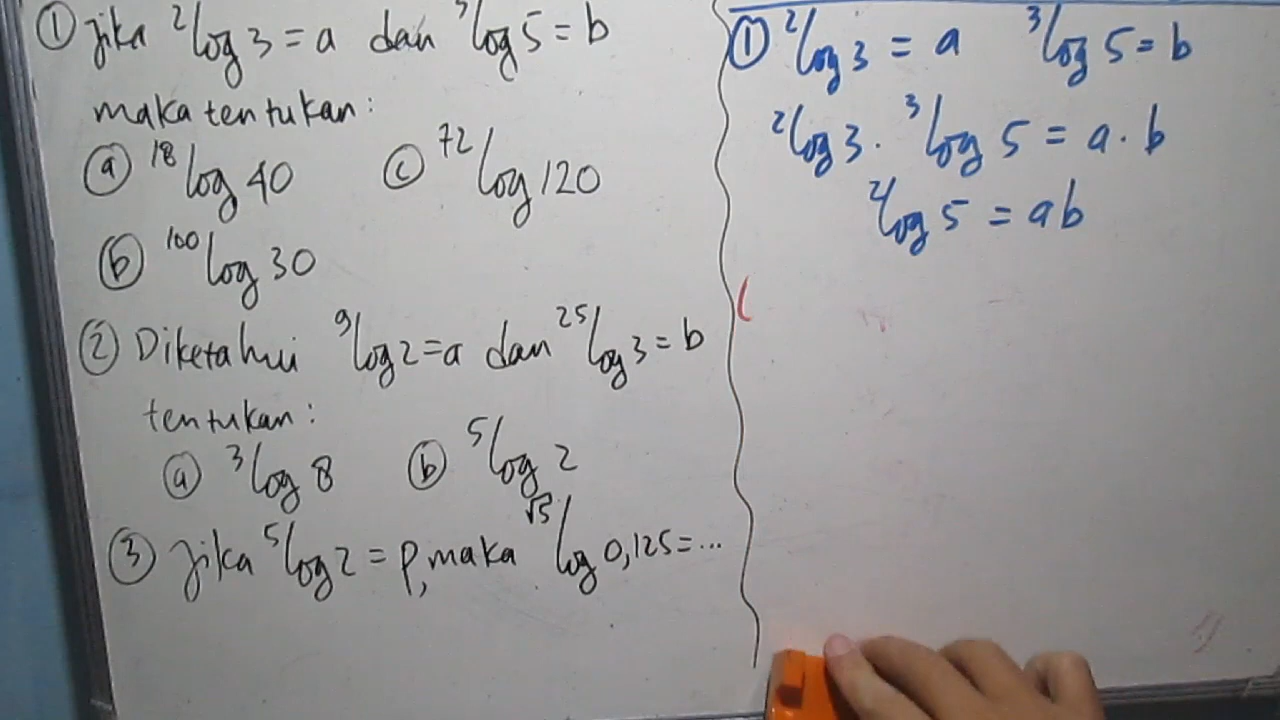 ① Jika ²log 3 = a dan ³log 5 = b
maka tentukan:
ⓐ ¹⁸log 40 ⓒ ⁷²log 120
ⓑ ¹⁰⁰log 30
② Diketahui ⁹log 2 = a dan ²⁵log 3 = b
tentukan:
ⓐ ³log 8 ⓑ ⁵log 2
③ Jika ⁵log 2 = p, maka √5log 0,125 = ...
① ²log 3 = a ³log 5 = b
²log 3 . ³log 5 = a . b
²log 5 = ab